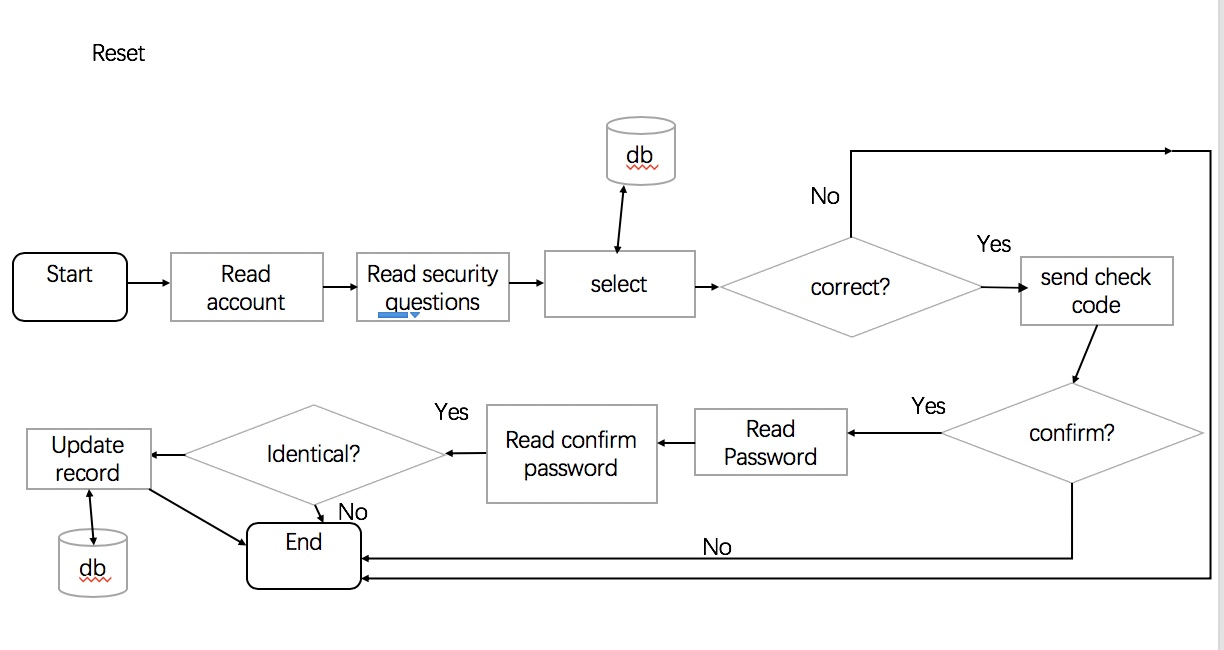 Reset
db
No
Yes
Start
Read
account
Read security
questions
select
correct?
send check
code
Yes
Yes
Update
record
Identical?
Read confirm
password
Read
Password
confirm?
No
End
No
db